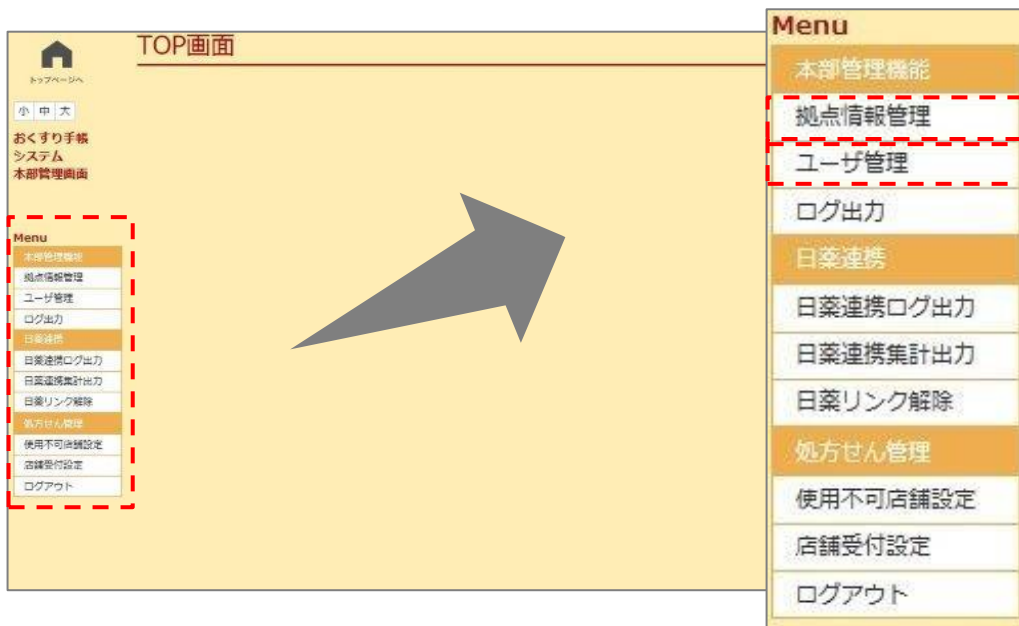 TOP画面
トップページへ
小 中 大
おくすり手帳
システム
本部管理画面
Menu
本部管理機能
拠点情報管理
ユーザ管理
ログ出力
日薬連携
日薬連携ログ出力
日薬連携集計出力
日薬リンク解除
処方せん管理
使用不可店舗設定
店舗受付設定
ログアウト
Menu
本部管理機能
拠点情報管理
ユーザ管理
ログ出力
日薬連携
日薬連携ログ出力
日薬連携集計出力
日薬リンク解除
処方せん管理
使用不可店舗設定
店舗受付設定
ログアウト